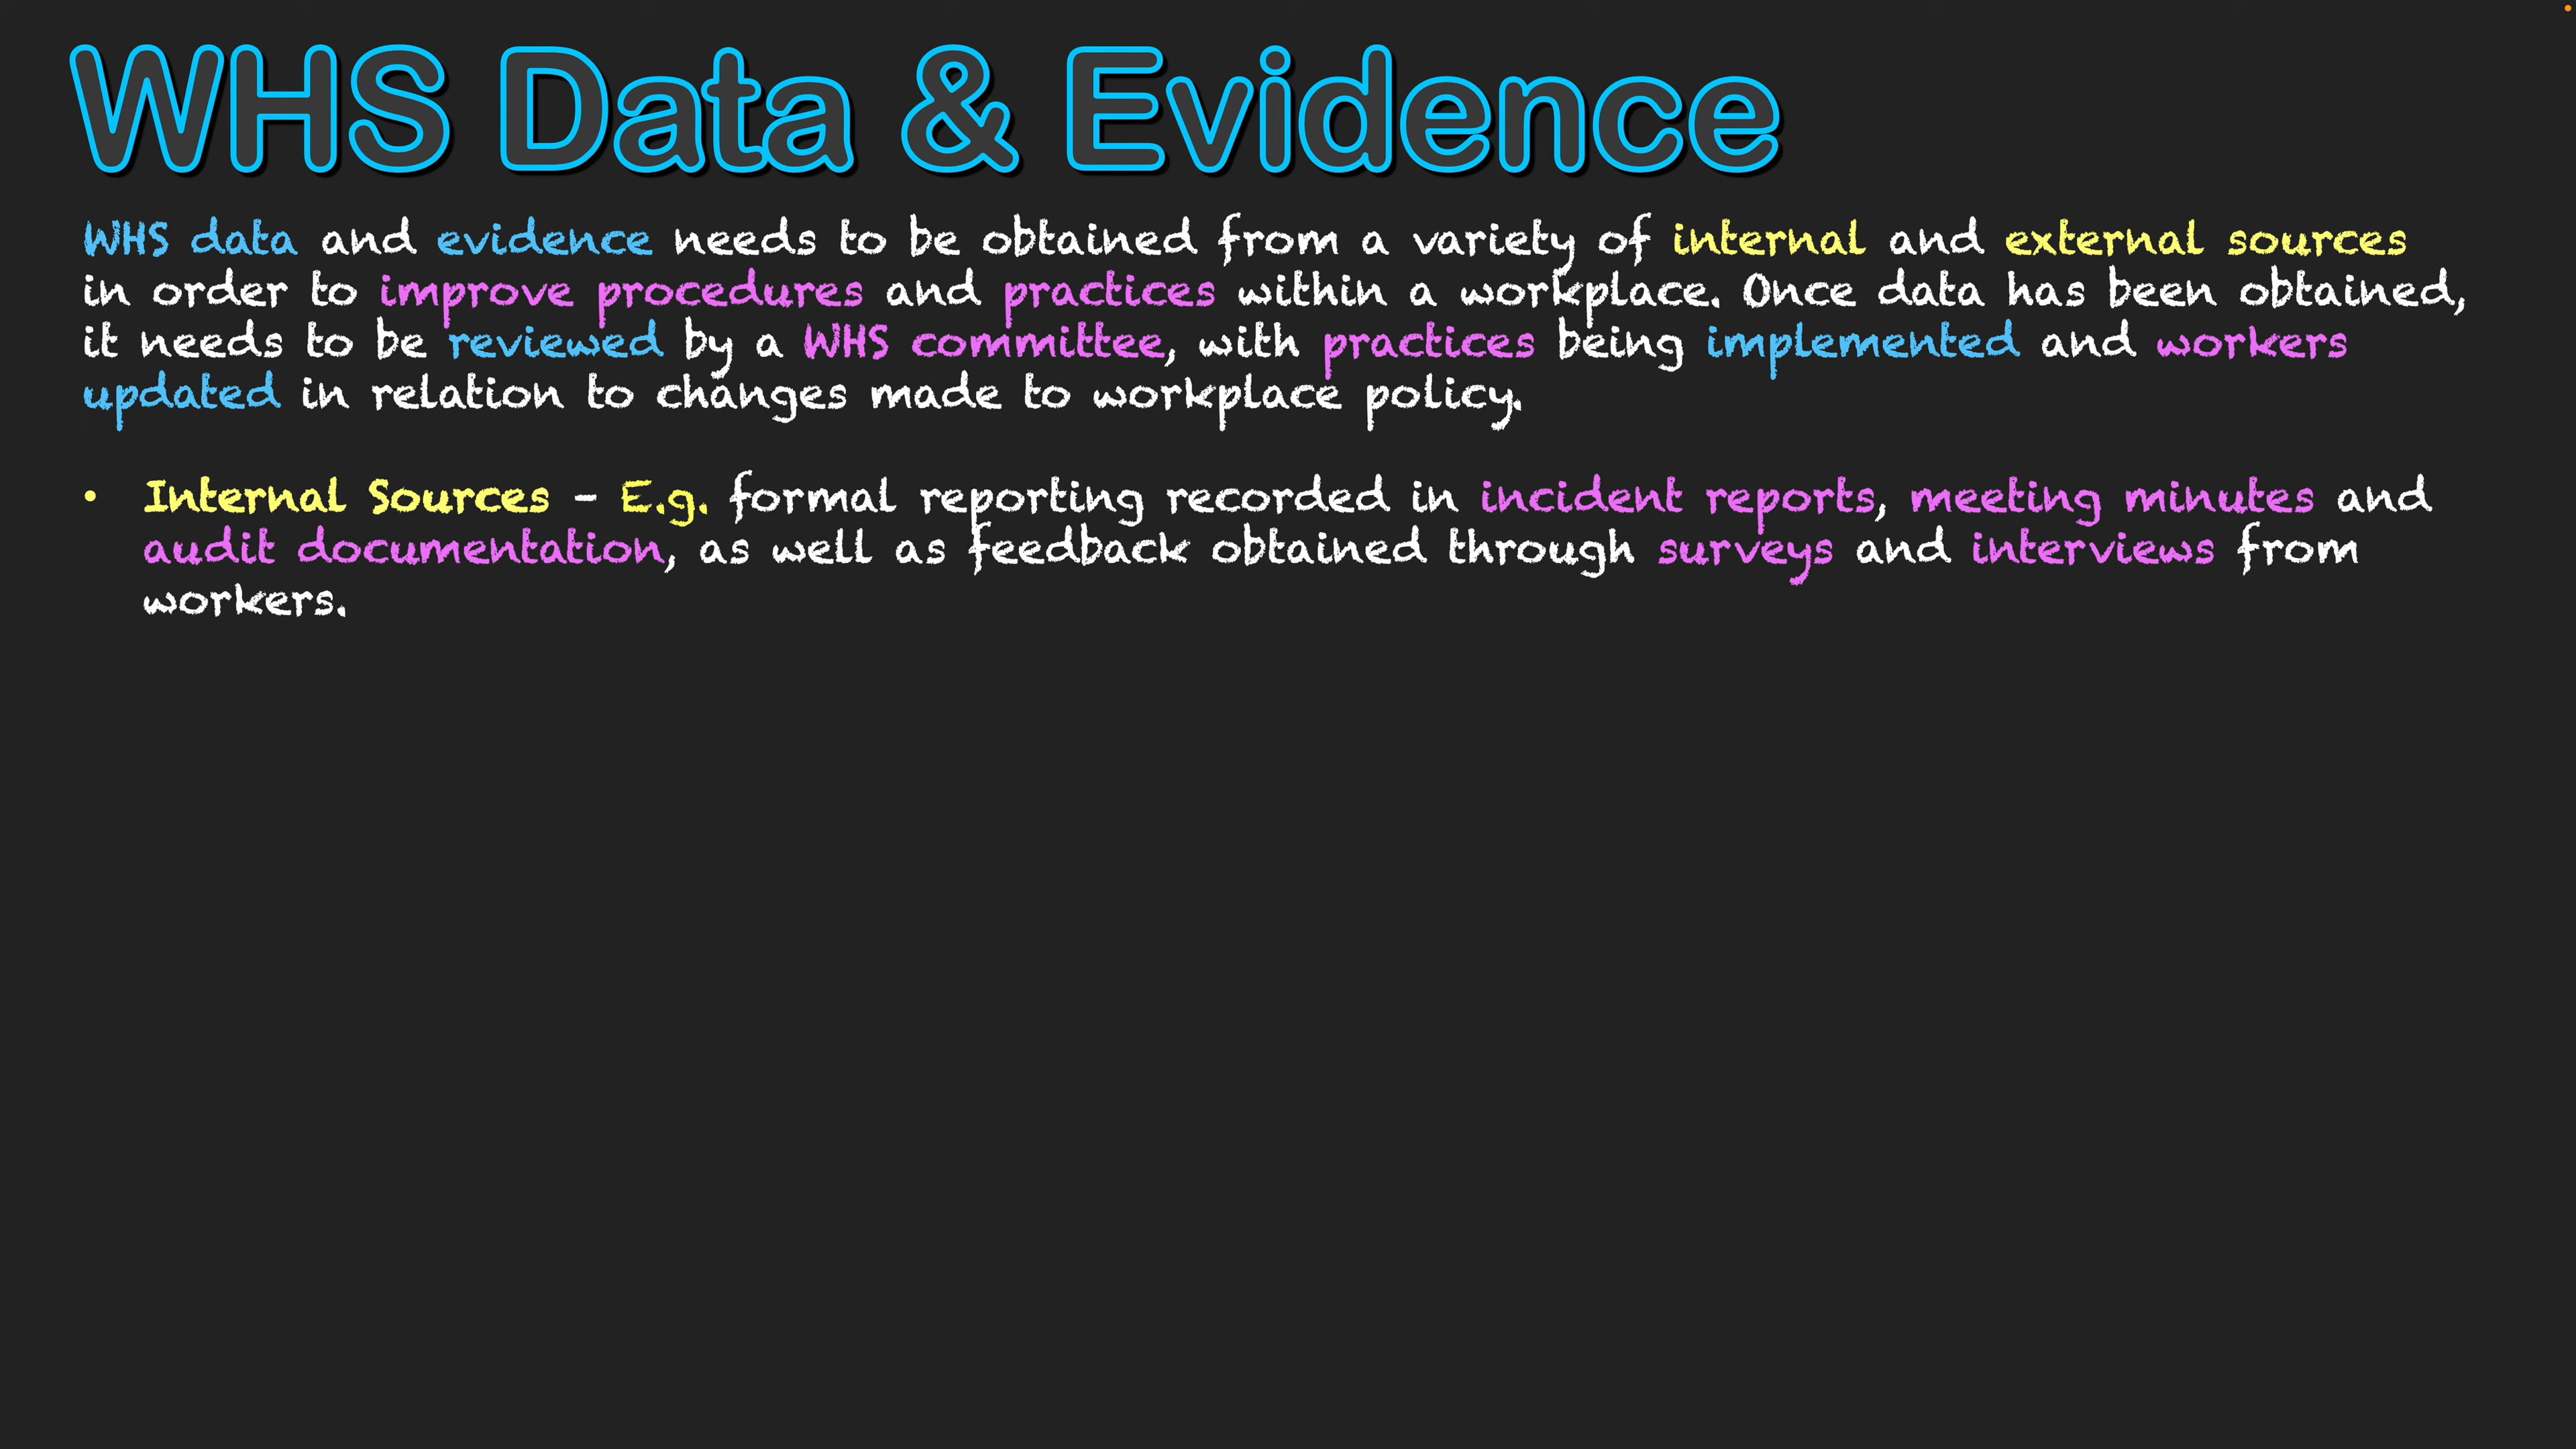 WHS Data & Evidence
WHS data and evidence needs to be obtained from a variety of internal and external sources
in order to improve procedures and practices within a workplace. Once data has been obtained,
it needs to be reviewed by a WHS committee, with practices being implemented and workers
updated in relation to changes made to workplace policy.
• Internal Sources - E.g. formal reporting recorded in incident reports, meeting minutes and
audit documentation, as well as feedback obtained through surveys and interviews from
workers.